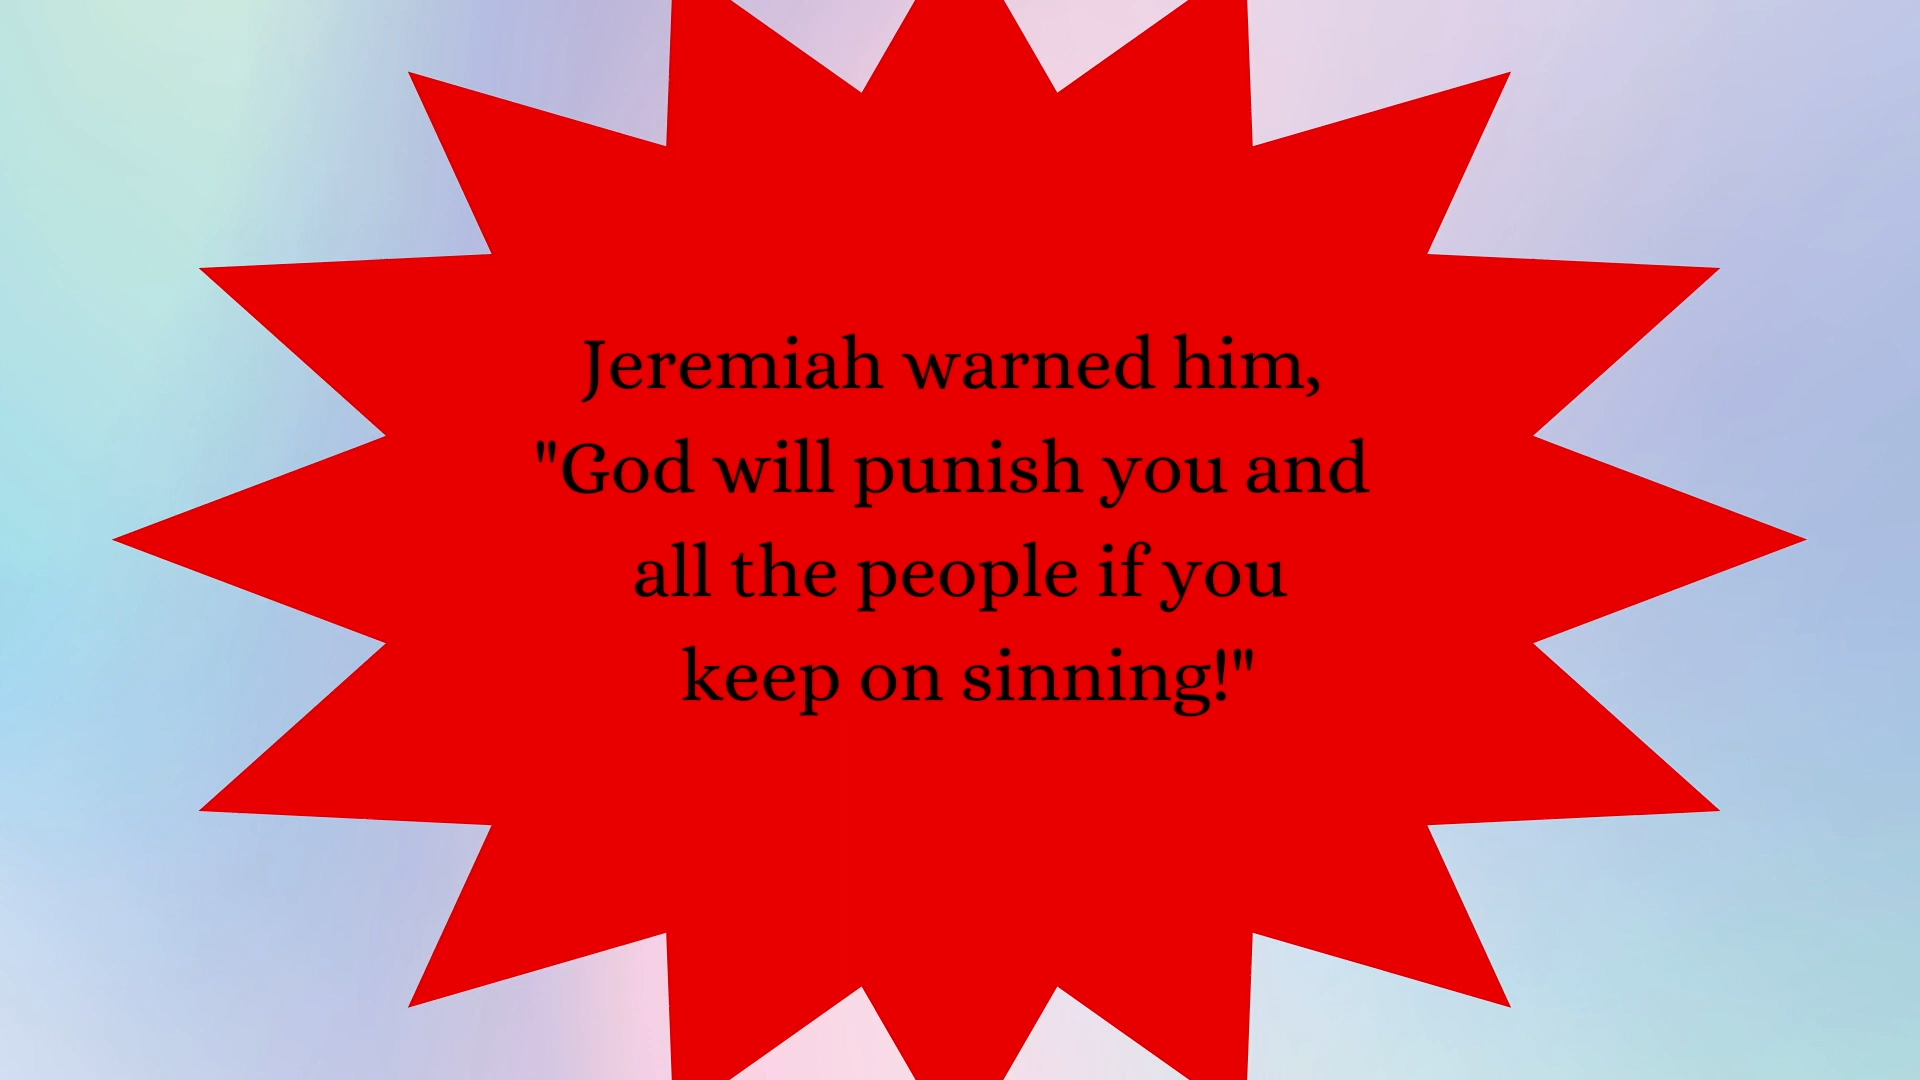 Jeremiah warned him,
"God will punish you and
all the people if you
keep on sinning!"